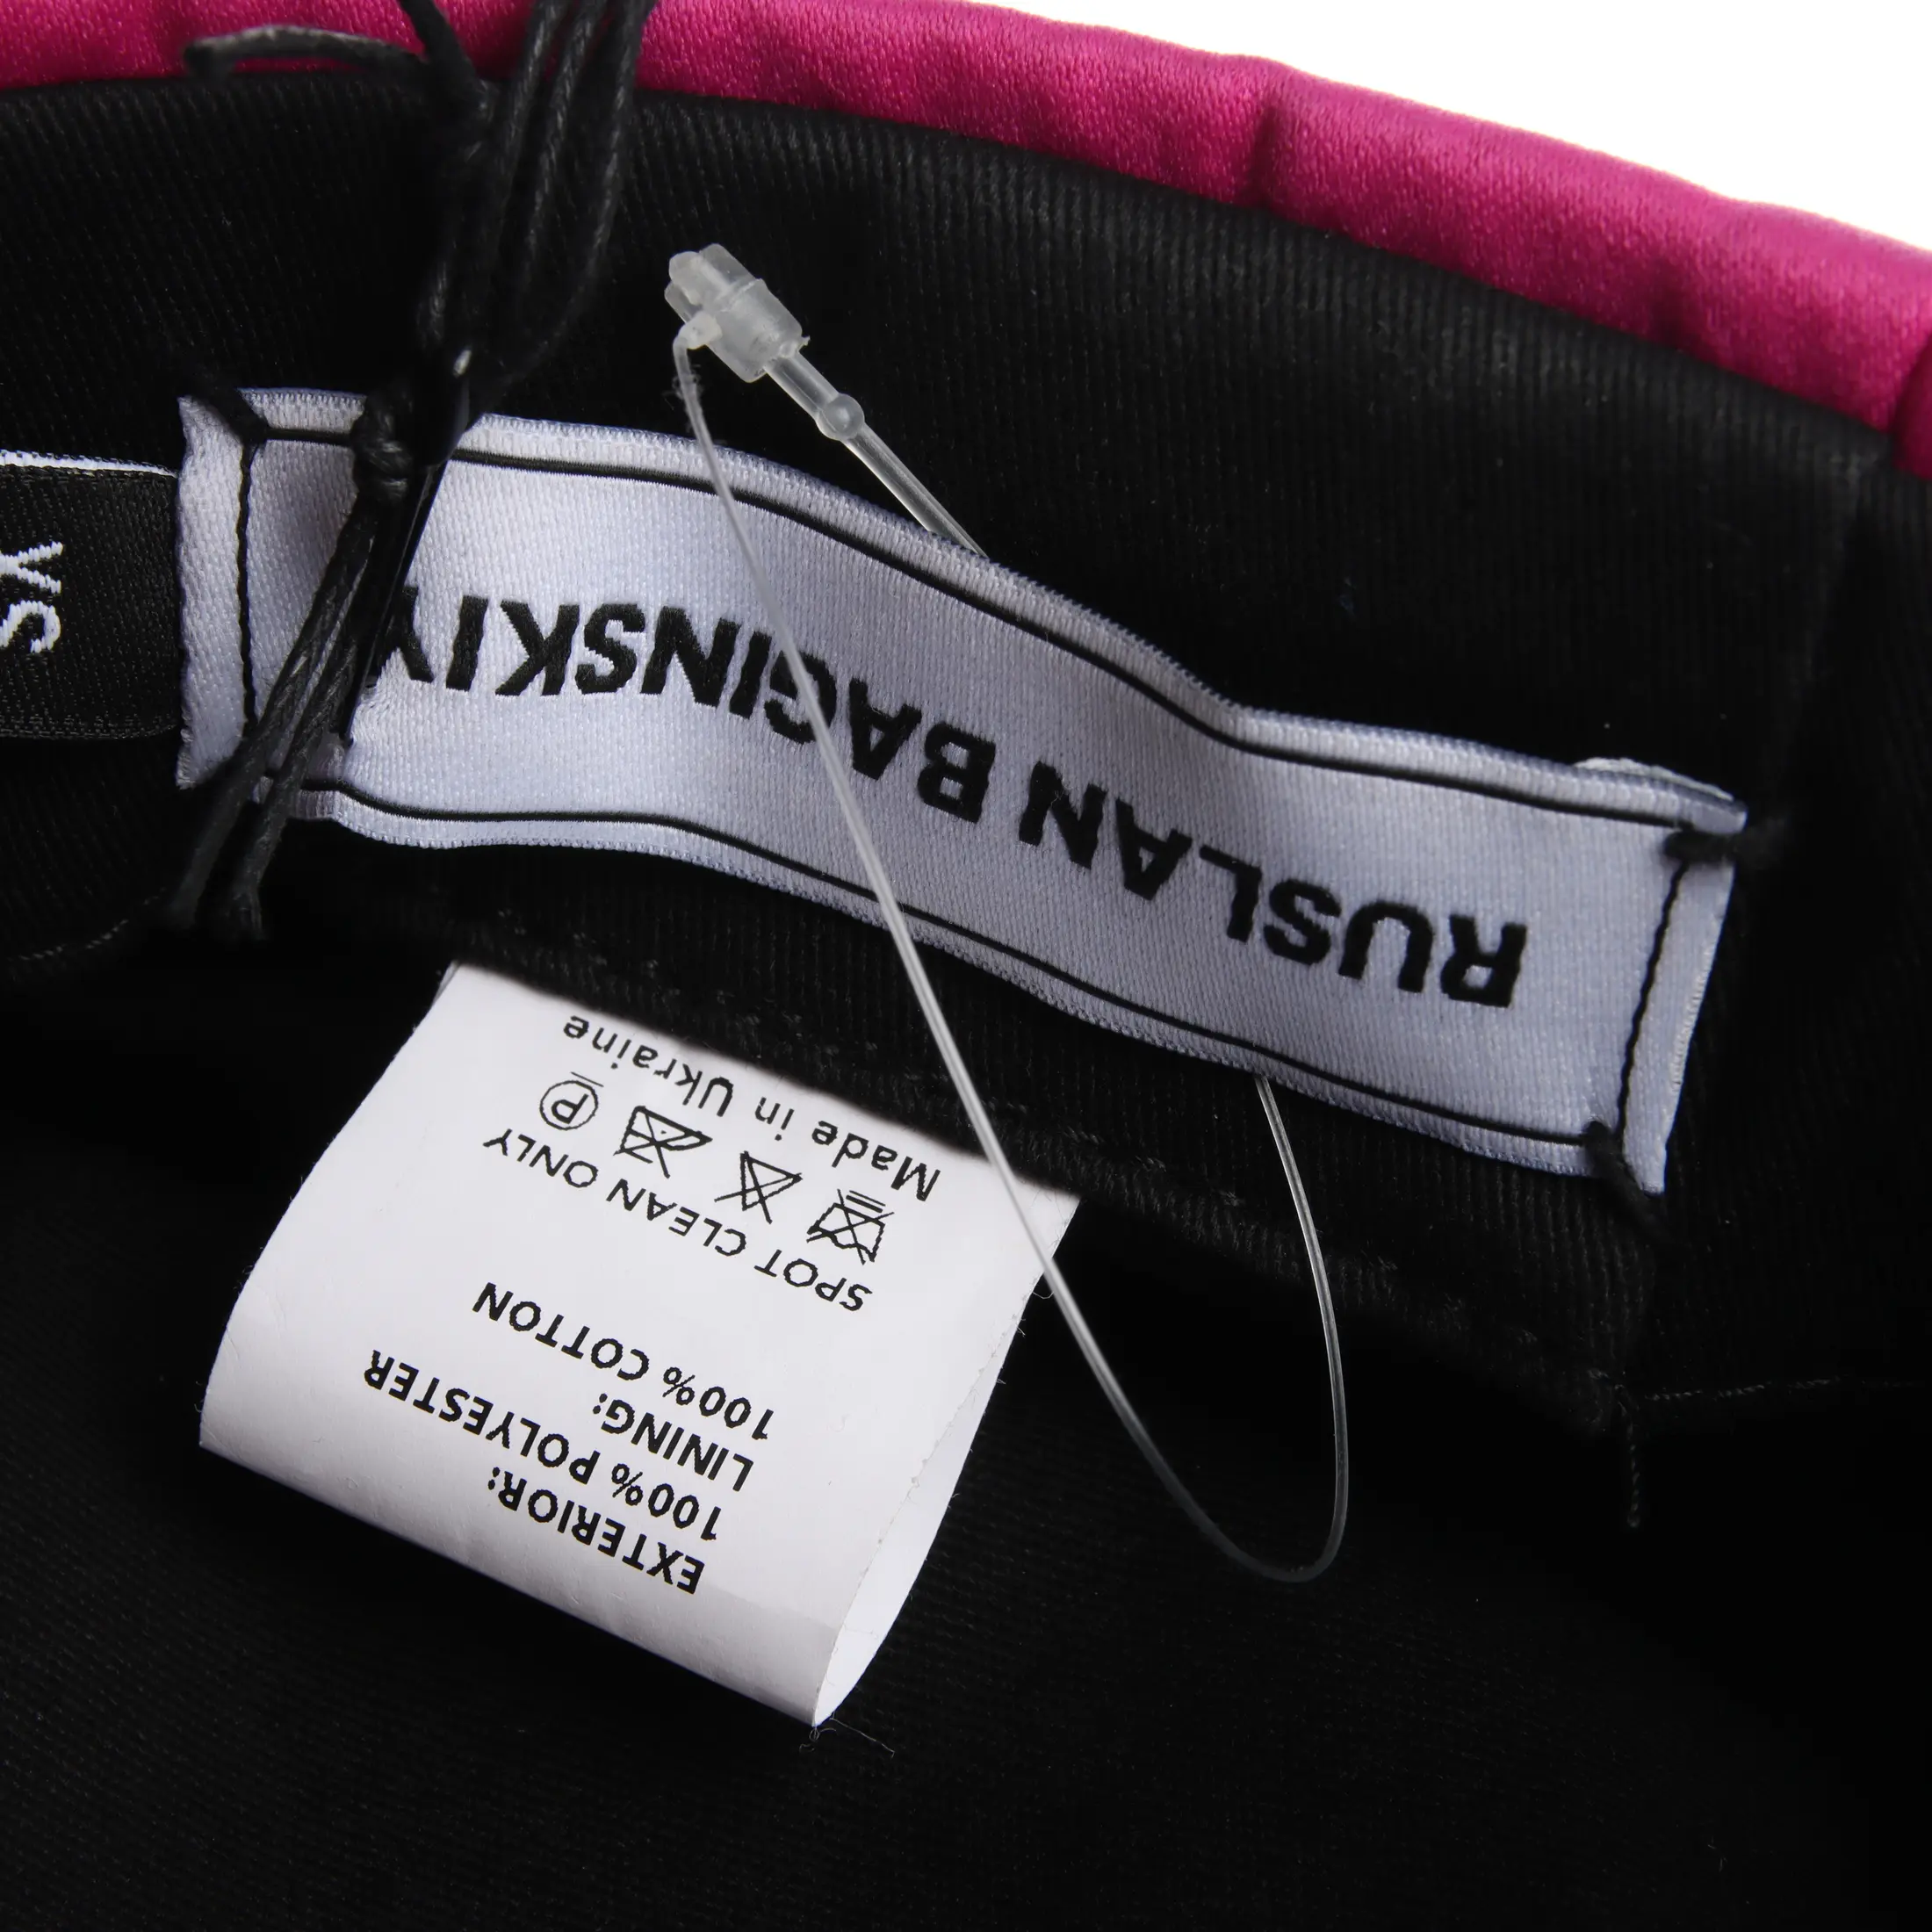 EXTERIOR:
100% POLYESTER
LINING:
100% COTTON
SPOT CLEAN ONLY
P
Made in Ukraine
RUSLAN BAGINSKIY